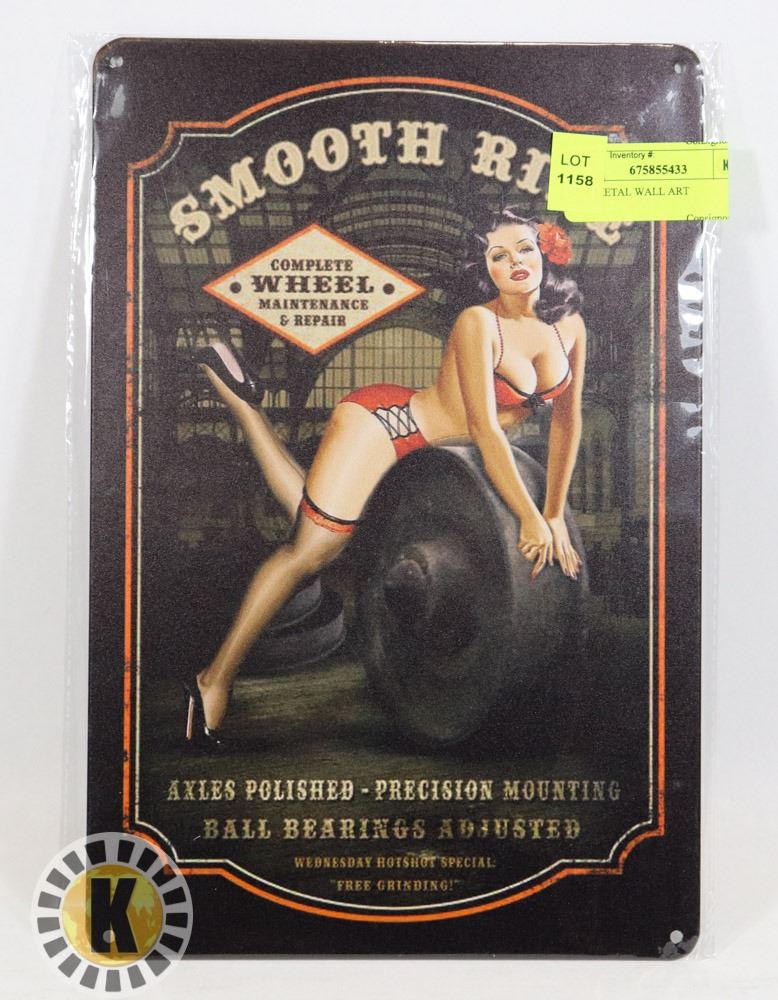 SMOOTH
LOT
1158
Inventory #:
675855433
K
ETAL WALL ART
COMPLETE
WHEEL
MAINTENANCE
& REPAIR
AXLES POLISHED - PRECISION MOUNTING
BALL BEARINGS ADJUSTED
WEDNESDAY HOTSHOT SPECIAL:
"FREE GRINDING!"
K